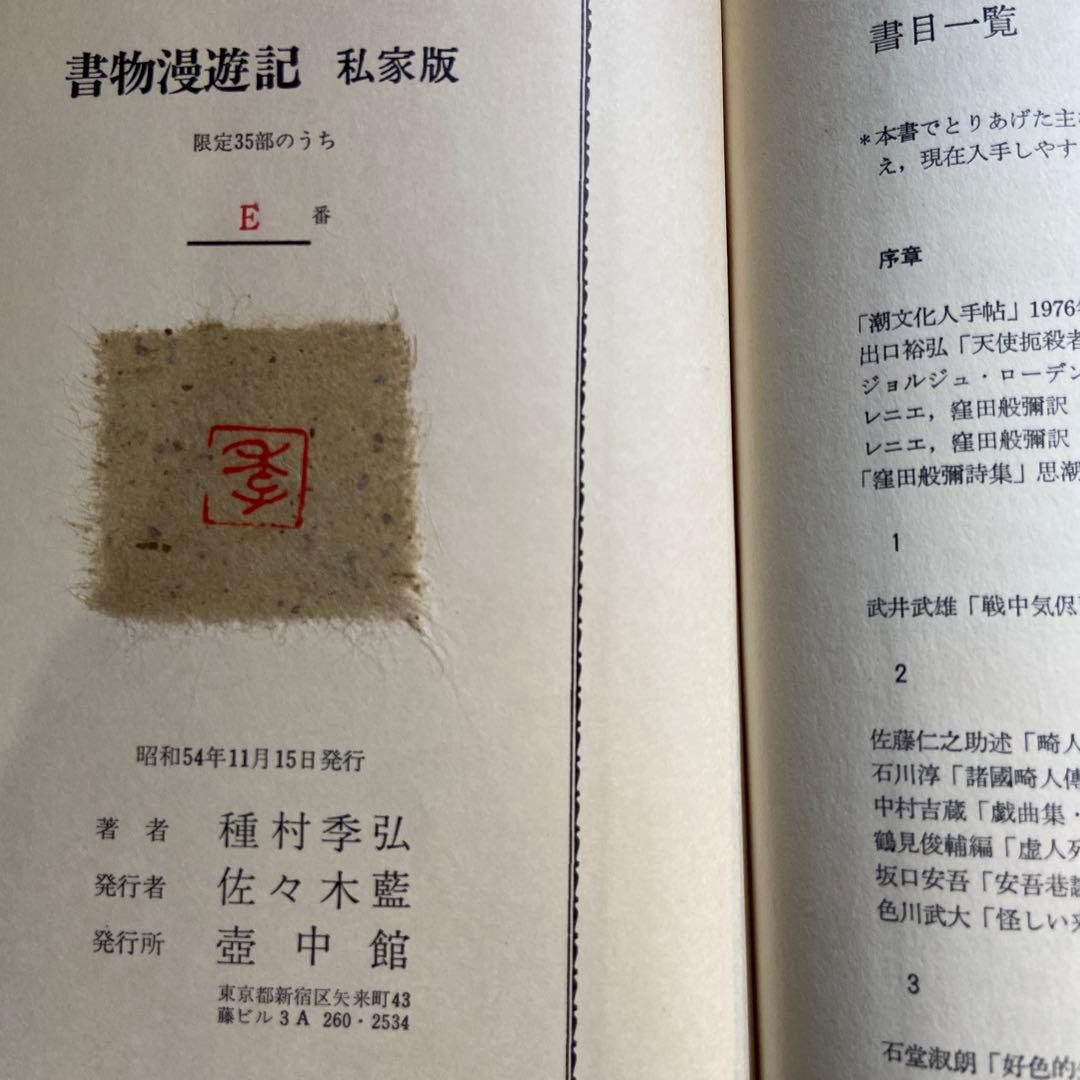 書物漫遊記 私家版
限定35部のうち
E 番
季
昭和54年11月15日発行
著者 種村季弘
発行者 佐々木藍
発行所 壺中館
東京都新宿区矢来町43
藤ビル3A 260・2534
書目一覧
*本書でとりあげた主
え，現在入手しやす
序章
「潮文化人手帖」1976
出口裕弘「天使扼殺者
ジョルジュ・ローデン
レニエ，窪田般彌訳
レニエ，窪田般彌訳
「窪田般彌詩集」思潮
1
武井武雄「戦中気侭
2
佐藤仁之助述「畸人
石川淳「諸國畸人傳
中村吉蔵「戯曲集・
鶴見俊輔編「虚人死
坂口安吾「安吾巷談
色川武大「怪しい来
3
石堂淑朗「好色的